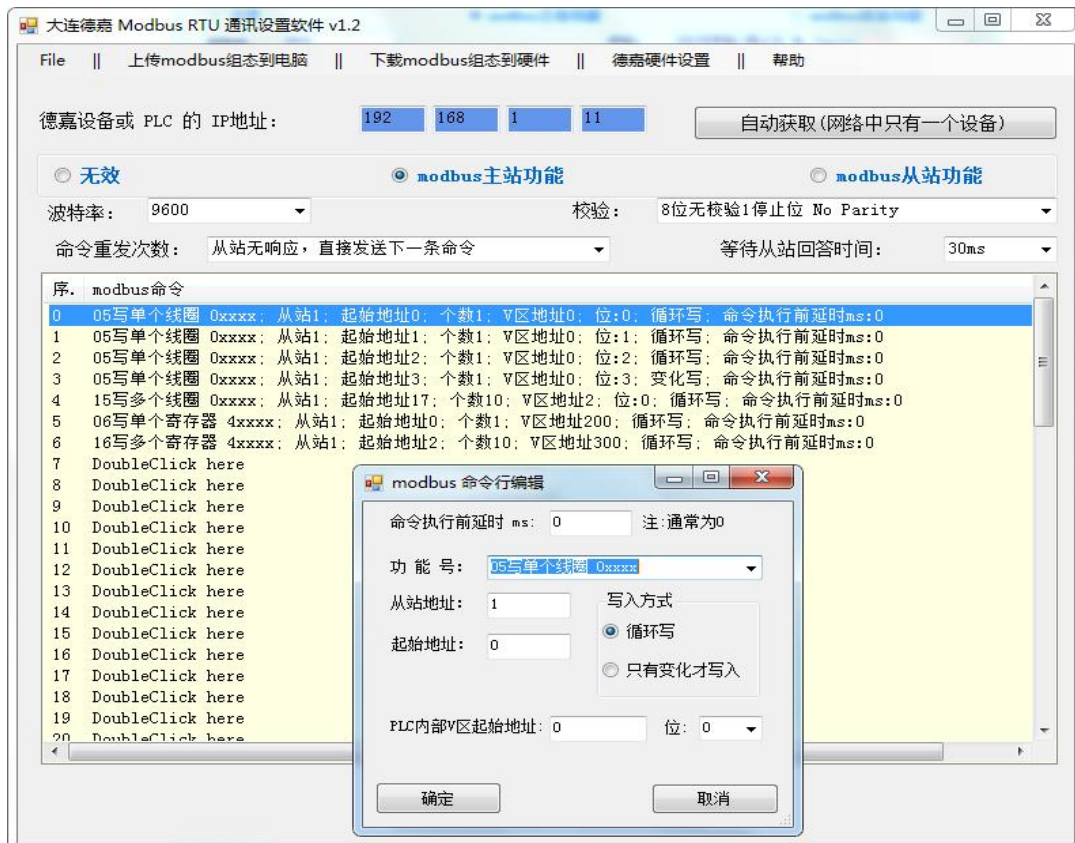 大连德嘉 Modbus RTU 通讯设置软件 v1.2
File || 上传modbus组态到电脑 || 下载modbus组态到硬件 || 德嘉硬件设置 || 帮助
德嘉设备或 PLC 的 IP地址: 192 168 1 11 自动获取(网络中只有一个设备)
无效 modbus主站功能 modbus从站功能
波特率: 9600 校验: 8位无校验1停止位 No Parity
命令重发次数: 从站无响应,直接发送下一条命令 等待从站回答时间: 30ms
序. modbus命令
0 05写单个线圈 0xxxx; 从站1; 起始地址0; 个数1; V区地址0; 位:0; 循环写; 命令执行前延时ms:0
1 05写单个线圈 0xxxx; 从站1; 起始地址1; 个数1; V区地址0; 位:1; 循环写; 命令执行前延时ms:0
2 05写单个线圈 0xxxx; 从站1; 起始地址2; 个数1; V区地址0; 位:2; 循环写; 命令执行前延时ms:0
3 05写单个线圈 0xxxx; 从站1; 起始地址3; 个数1; V区地址0; 位:3; 变化写; 命令执行前延时ms:0
4 15写多个线圈 0xxxx; 从站1; 起始地址17; 个数10; V区地址2; 位:0; 循环写; 命令执行前延时ms:0
5 06写单个寄存器 4xxxx; 从站1; 起始地址0; 个数1; V区地址200; 循环写; 命令执行前延时ms:0
6 16写多个寄存器 4xxxx; 从站1; 起始地址2; 个数10; V区地址300; 循环写; 命令执行前延时ms:0
7 DoubleClick here
8 DoubleClick here
9 DoubleClick here
10 DoubleClick here
11 DoubleClick here
12 DoubleClick here
13 DoubleClick here
14 DoubleClick here
15 DoubleClick here
16 DoubleClick here
17 DoubleClick here
18 DoubleClick here
19 DoubleClick here
20 DoubleClick here
modbus 命令行编辑
命令执行前延时 ms: 0 注:通常为0
功 能 号: 05写单个线圈 0xxxx
从站地址: 1 写入方式
循环写
起始地址: 0
只有变化才写入
PLC内部V区起始地址: 0 位: 0
确定 取消